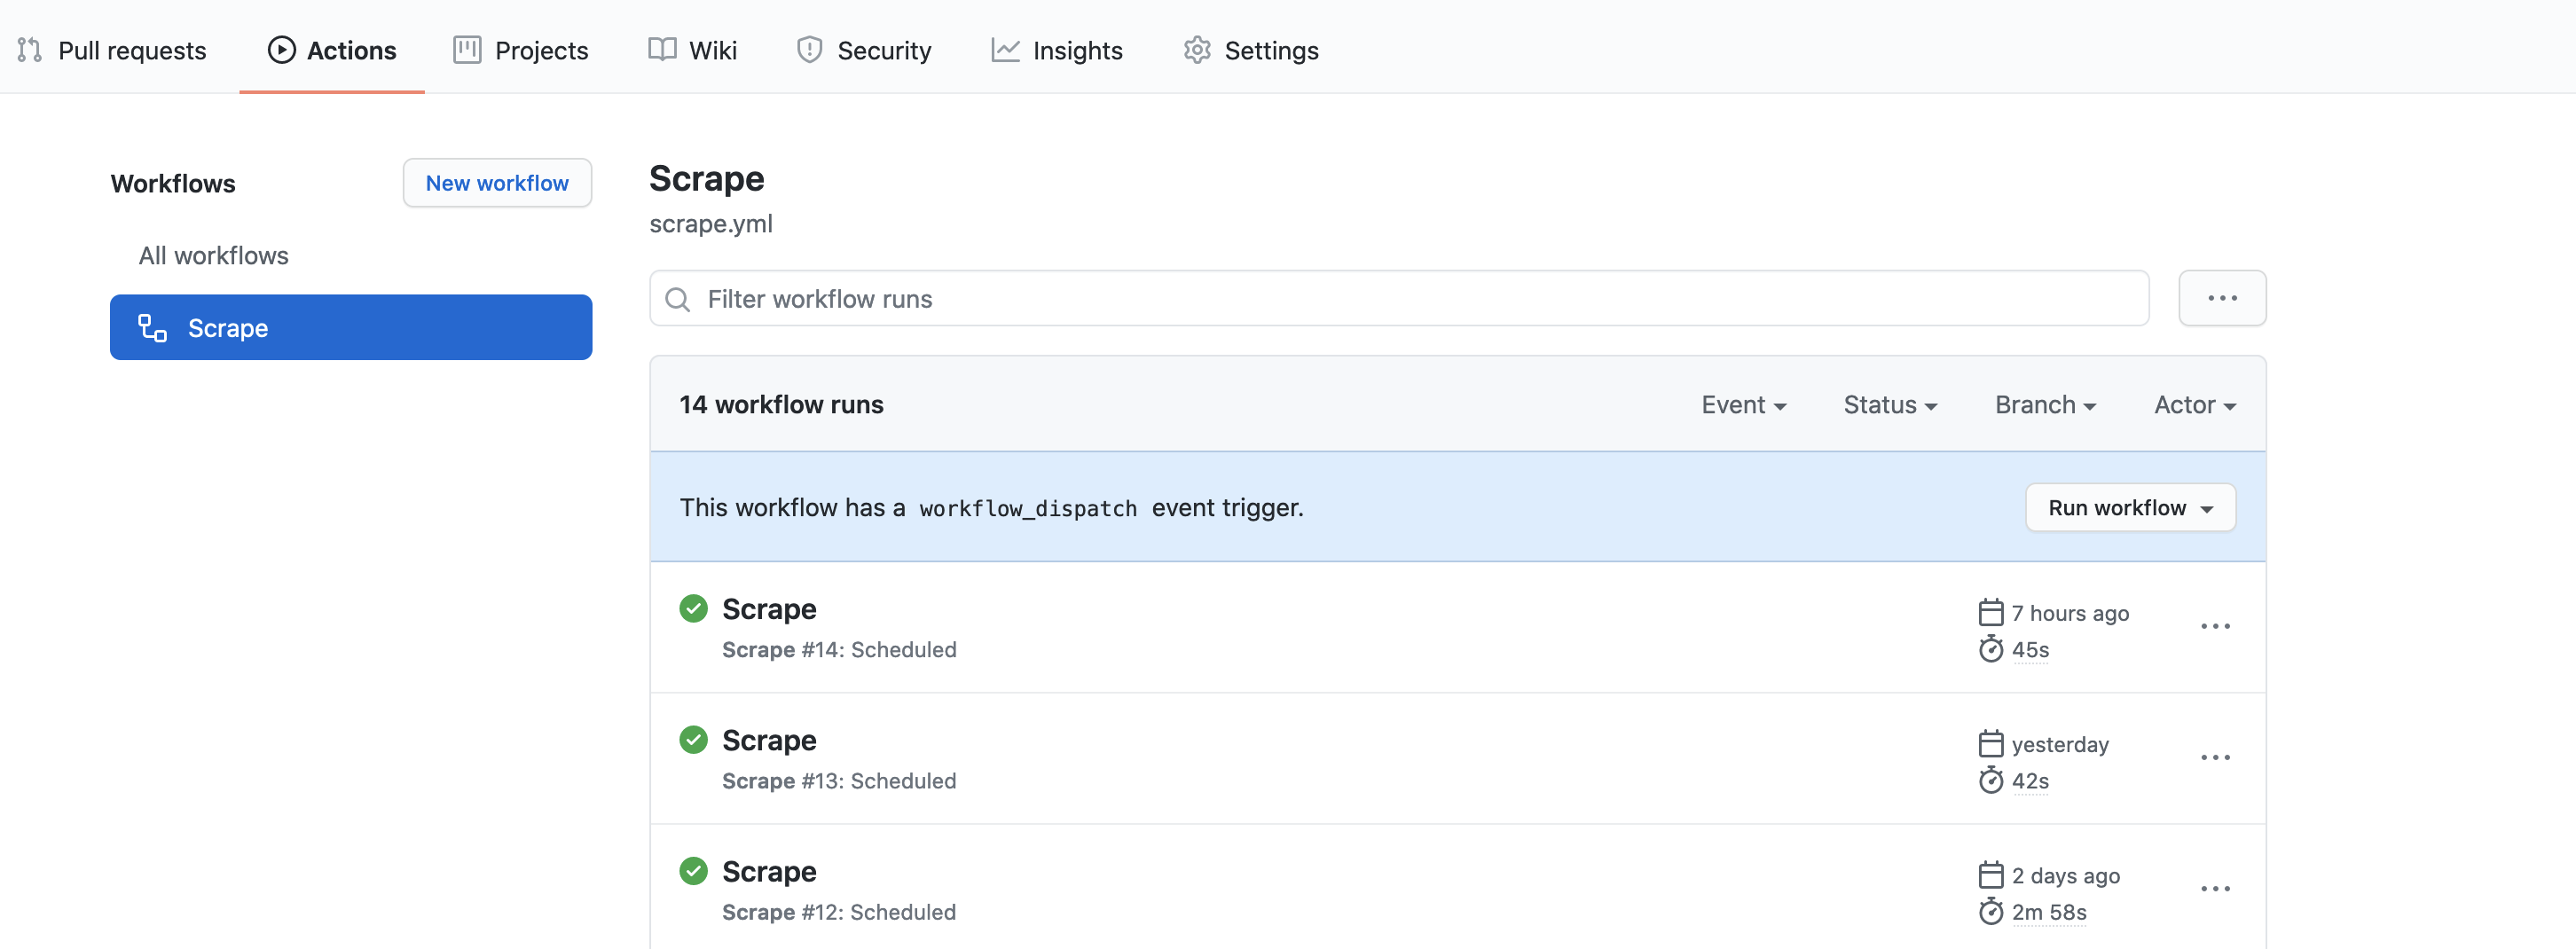 Pull requests Actions Projects Wiki Security Insights Settings
Workflows
New workflow
All workflows
Scrape
Scrape
scrape.yml
Filter workflow runs
14 workflow runs
Event Status Branch Actor
This workflow has a workflow_dispatch event trigger.
Run workflow
Scrape
Scrape #14: Scheduled
7 hours ago
45s
Scrape
Scrape #13: Scheduled
yesterday
42s
Scrape
Scrape #12: Scheduled
2 days ago
2m 58s